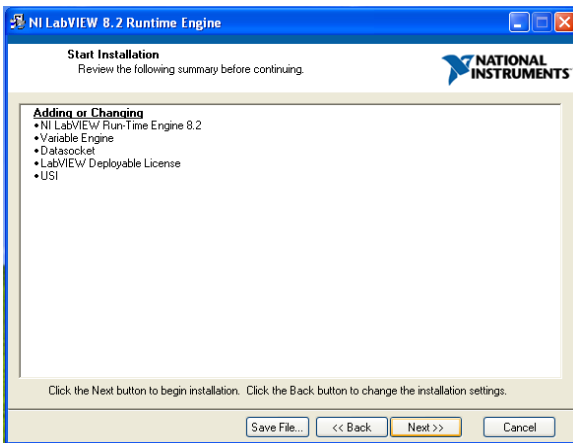 NI LabVIEW 8.2 Runtime Engine
Start Installation
Review the following summary before continuing.
NATIONAL
INSTRUMENTS
Adding or Changing
•NI LabVIEW Run-Time Engine 8.2
•Variable Engine
•Datasocket
•LabVIEW Deployable License
•USI
Click the Next button to begin installation. Click the Back button to change the installation settings.
Save File... << Back Next >> Cancel